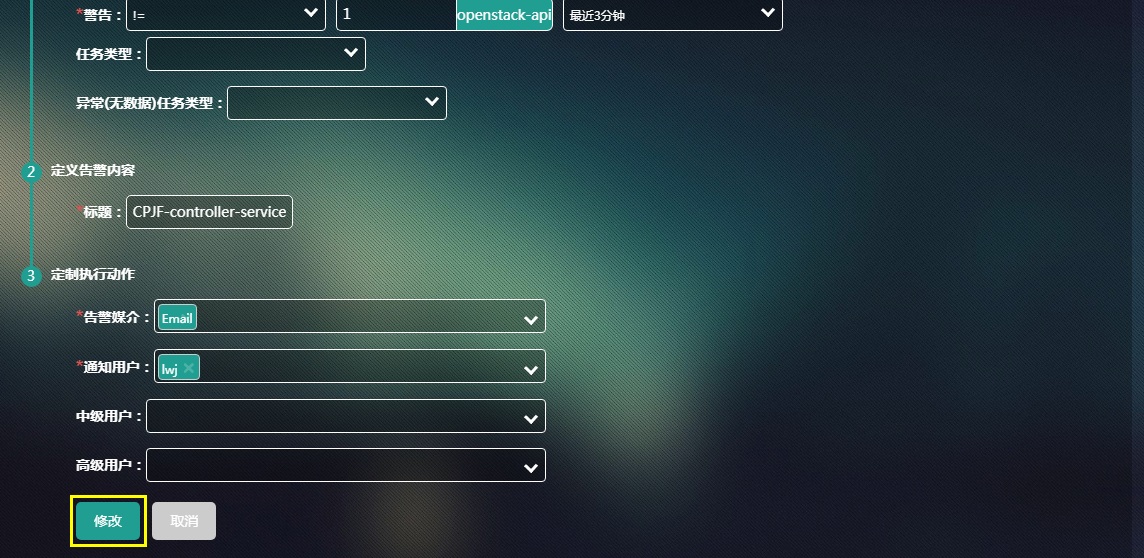 *警告：!= 1 openstack-api 最近3分钟
任务类型：
异常(无数据)任务类型：
2 定义告警内容
*标题：CPJF-controller-service
3 定制执行动作
*告警媒介：Email
*通知用户：lwj ×
中级用户：
高级用户：
修改 取消